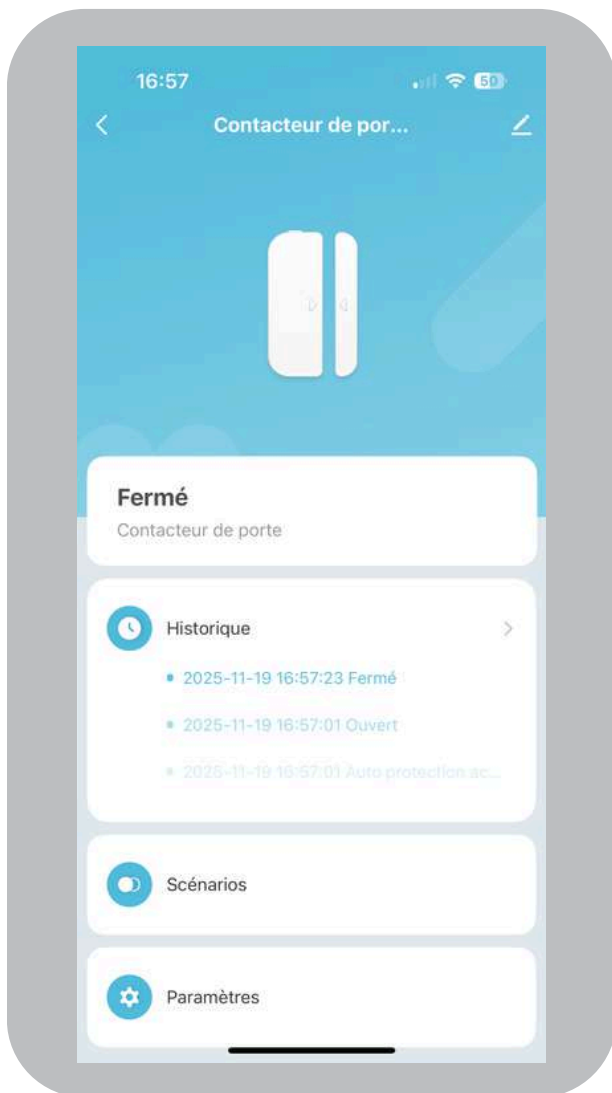 16:57
50
Contacteur de por...
Fermé
Contacteur de porte
Historique
2025-11-19 16:57:23 Fermé
2025-11-19 16:57:01 Ouvert
2025-11-19 16:57:01 Auto protection ac...
Scénarios
Paramètres